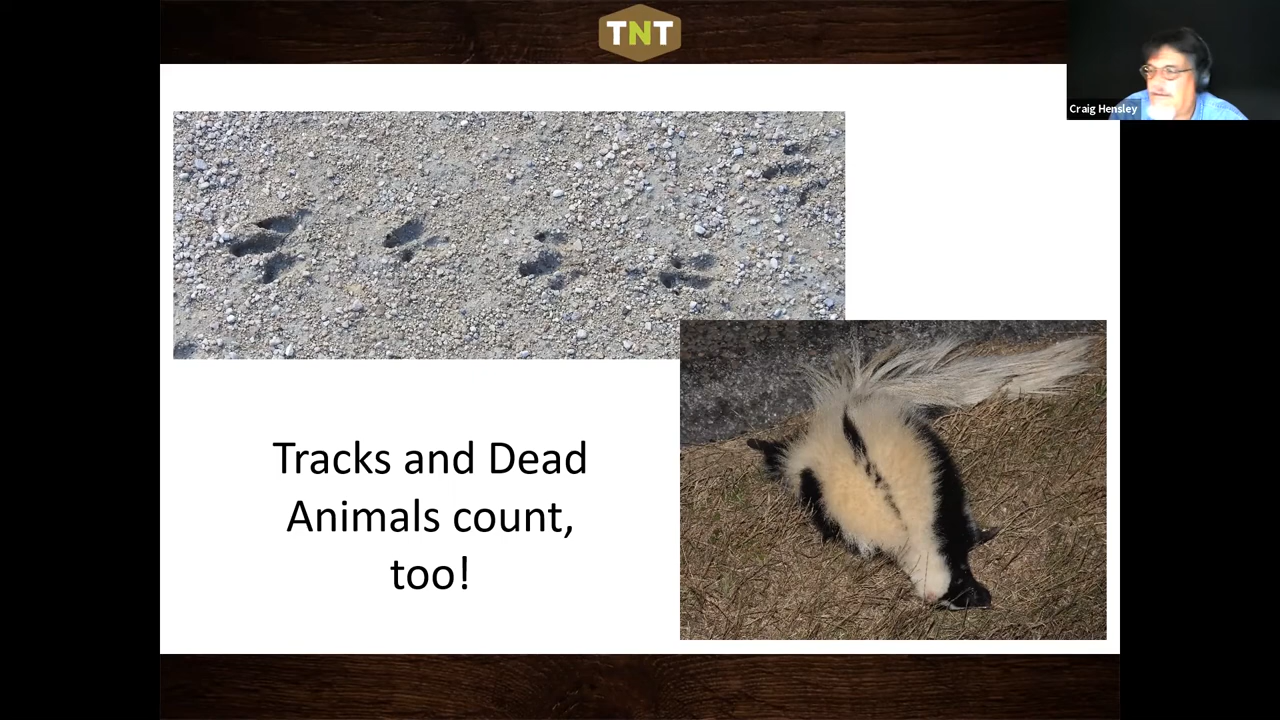 TNT
Craig Hensley
Tracks and Dead
Animals count,
too!